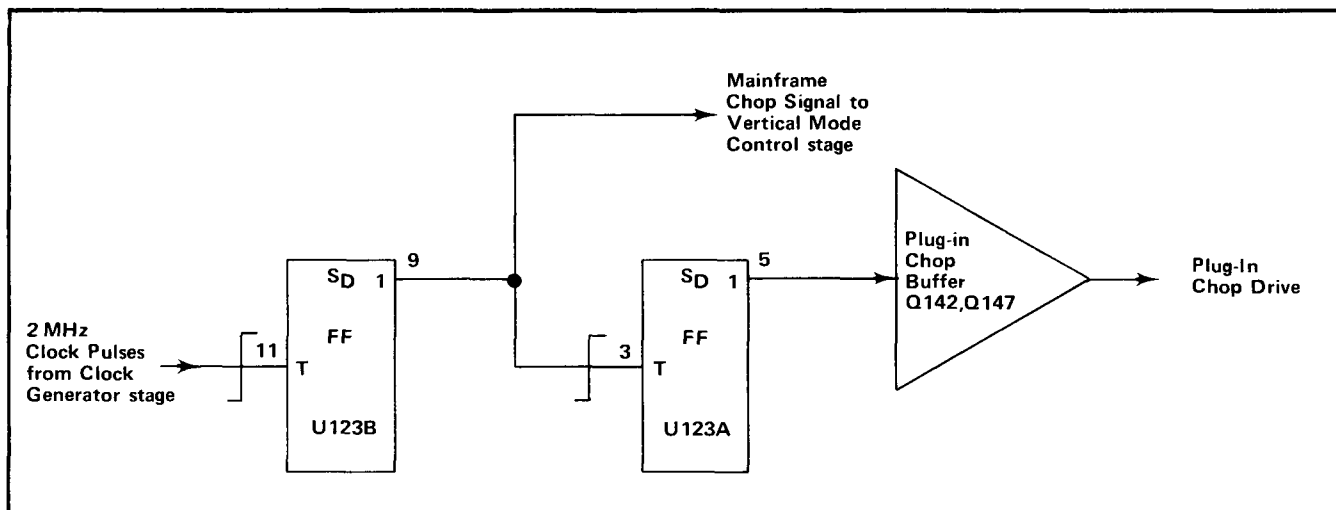 Mainframe
Chop Signal to
Vertical Mode
Control stage
2 MHz
Clock Pulses
from Clock
Generator stage
11
SD 1
FF
T
U123B
9
3
SD 1
FF
T
U123A
5
Plug-in
Chop
Buffer
Q142,Q147
Plug-In
Chop Drive